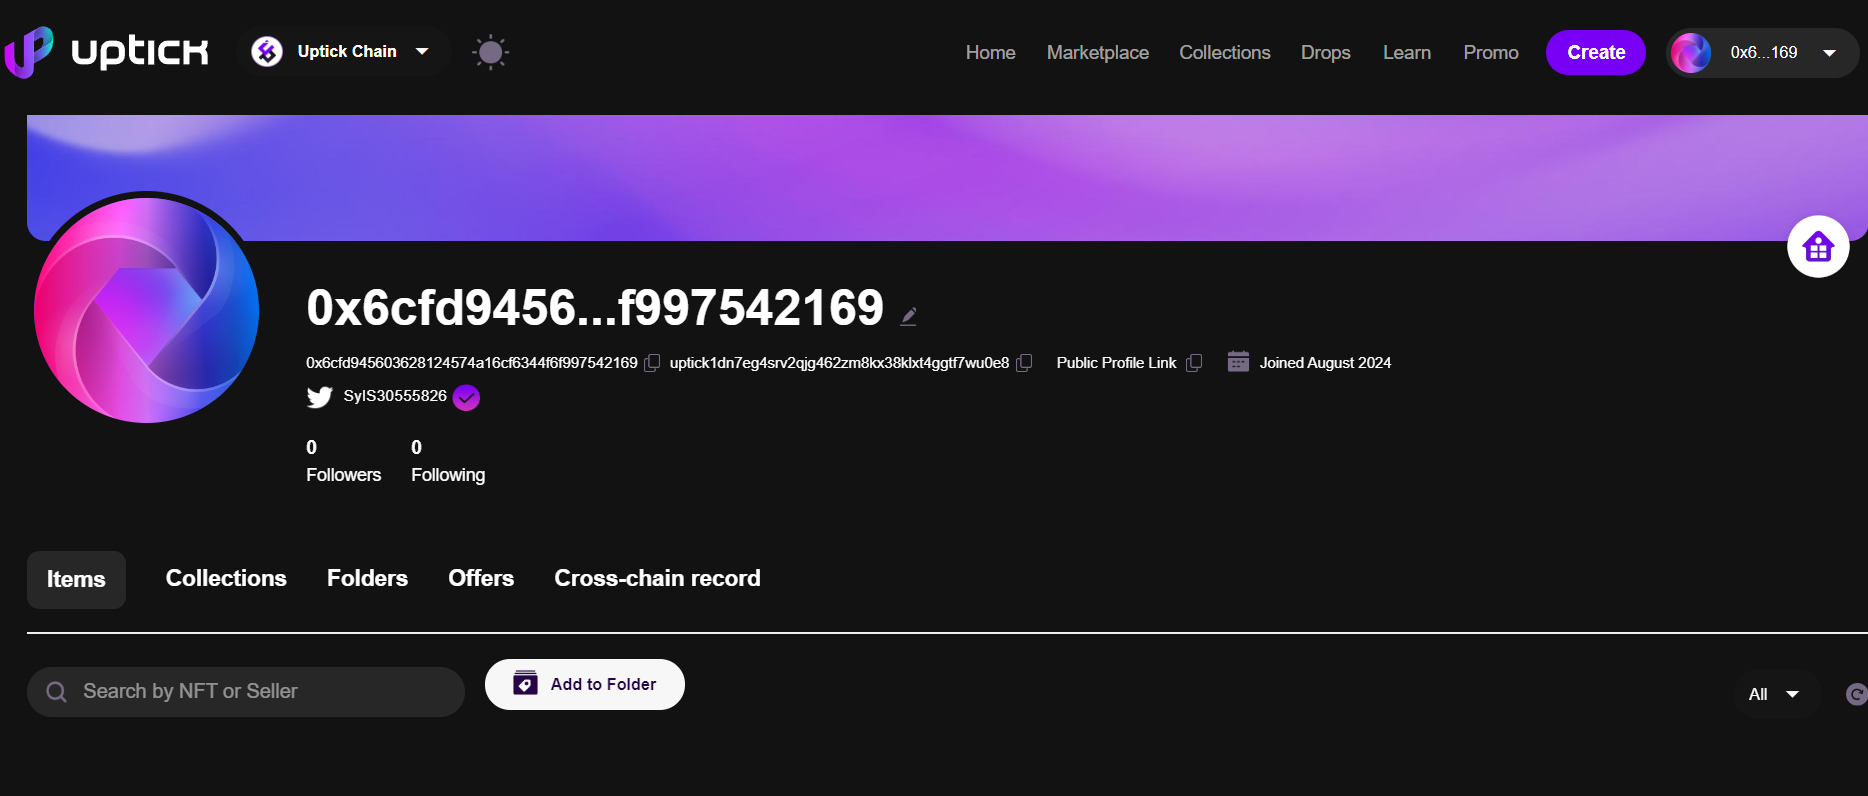 uptick
Uptick Chain
Home Marketplace Collections Drops Learn Promo Create 0x6...169
0x6cfd9456...f997542169
0x6cfd945603628124574a16cf6344f6f997542169 uptick1dn7eg4srv2qjg462zm8kx38klxt4ggtf7wu0e8 Public Profile Link Joined August 2024
SylS30555826
0 0
Followers Following
Items Collections Folders Offers Cross-chain record
Search by NFT or Seller Add to Folder All